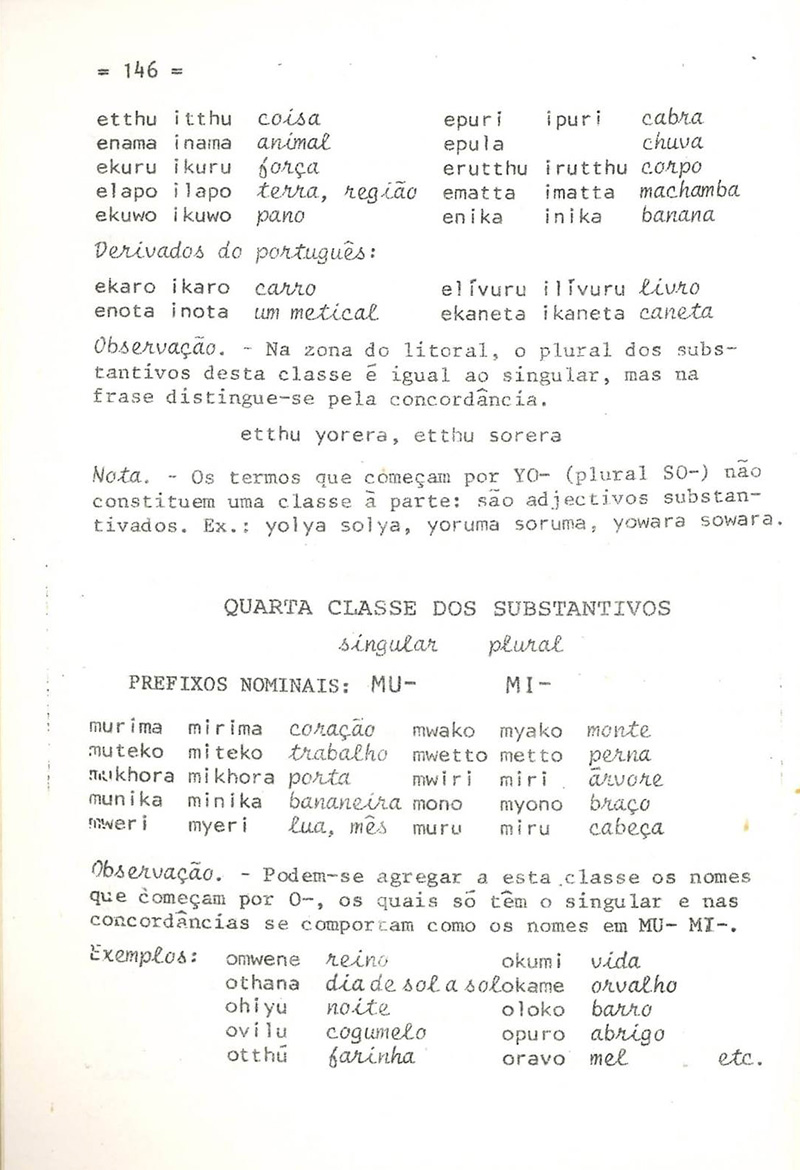 = 146 =
etthu itthu coisa epuri ipuri cabra
enama inama animal epula chuva
ekuru ikuru força erutthu irutthu corpo
elapo ilapo terra, região ematta imatta machamba
ekuwo ikuwo pano enika inika banana
Derivados do português:
ekaro ikaro carro elívuru ilívuru livro
enota inota um metical ekaneta ikaneta caneta
Observação. - Na zona do litoral, o plural dos subs-
tantivos desta classe é igual ao singular, mas na
frase distingue-se pela concordância.
etthu yorera, etthu sorera
Nota. - Os termos que começam por YO- (plural SO-) não
constituem uma classe à parte: são adjectivos substan-
tivados. Ex.: yolya solya, yoruma soruma, yowara sowara.
QUARTA CLASSE DOS SUBSTANTIVOS
singular plural
PREFIXOS NOMINAIS: MU- MI-
murima mirima coração mwako myako monte
muteko miteko trabalho mwetto metto perna
mukhora mikhora porta mwiri miri árvore
munika minika bananeira mono myono braço
mweri myeri lua, mês muru miru cabeça
Observação. - Podem-se agregar a esta classe os nomes
que começam por O-, os quais só têm o singular e nas
concordâncias se comportam como os nomes em MU- MI-.
Exemplos: omwene reino okumi vida
othana dia de sol a sol okame orvalho
ohiyu noite oloko barro
ovilu cogumelo opuro abrigo
otthú farinha oravo mel etc.